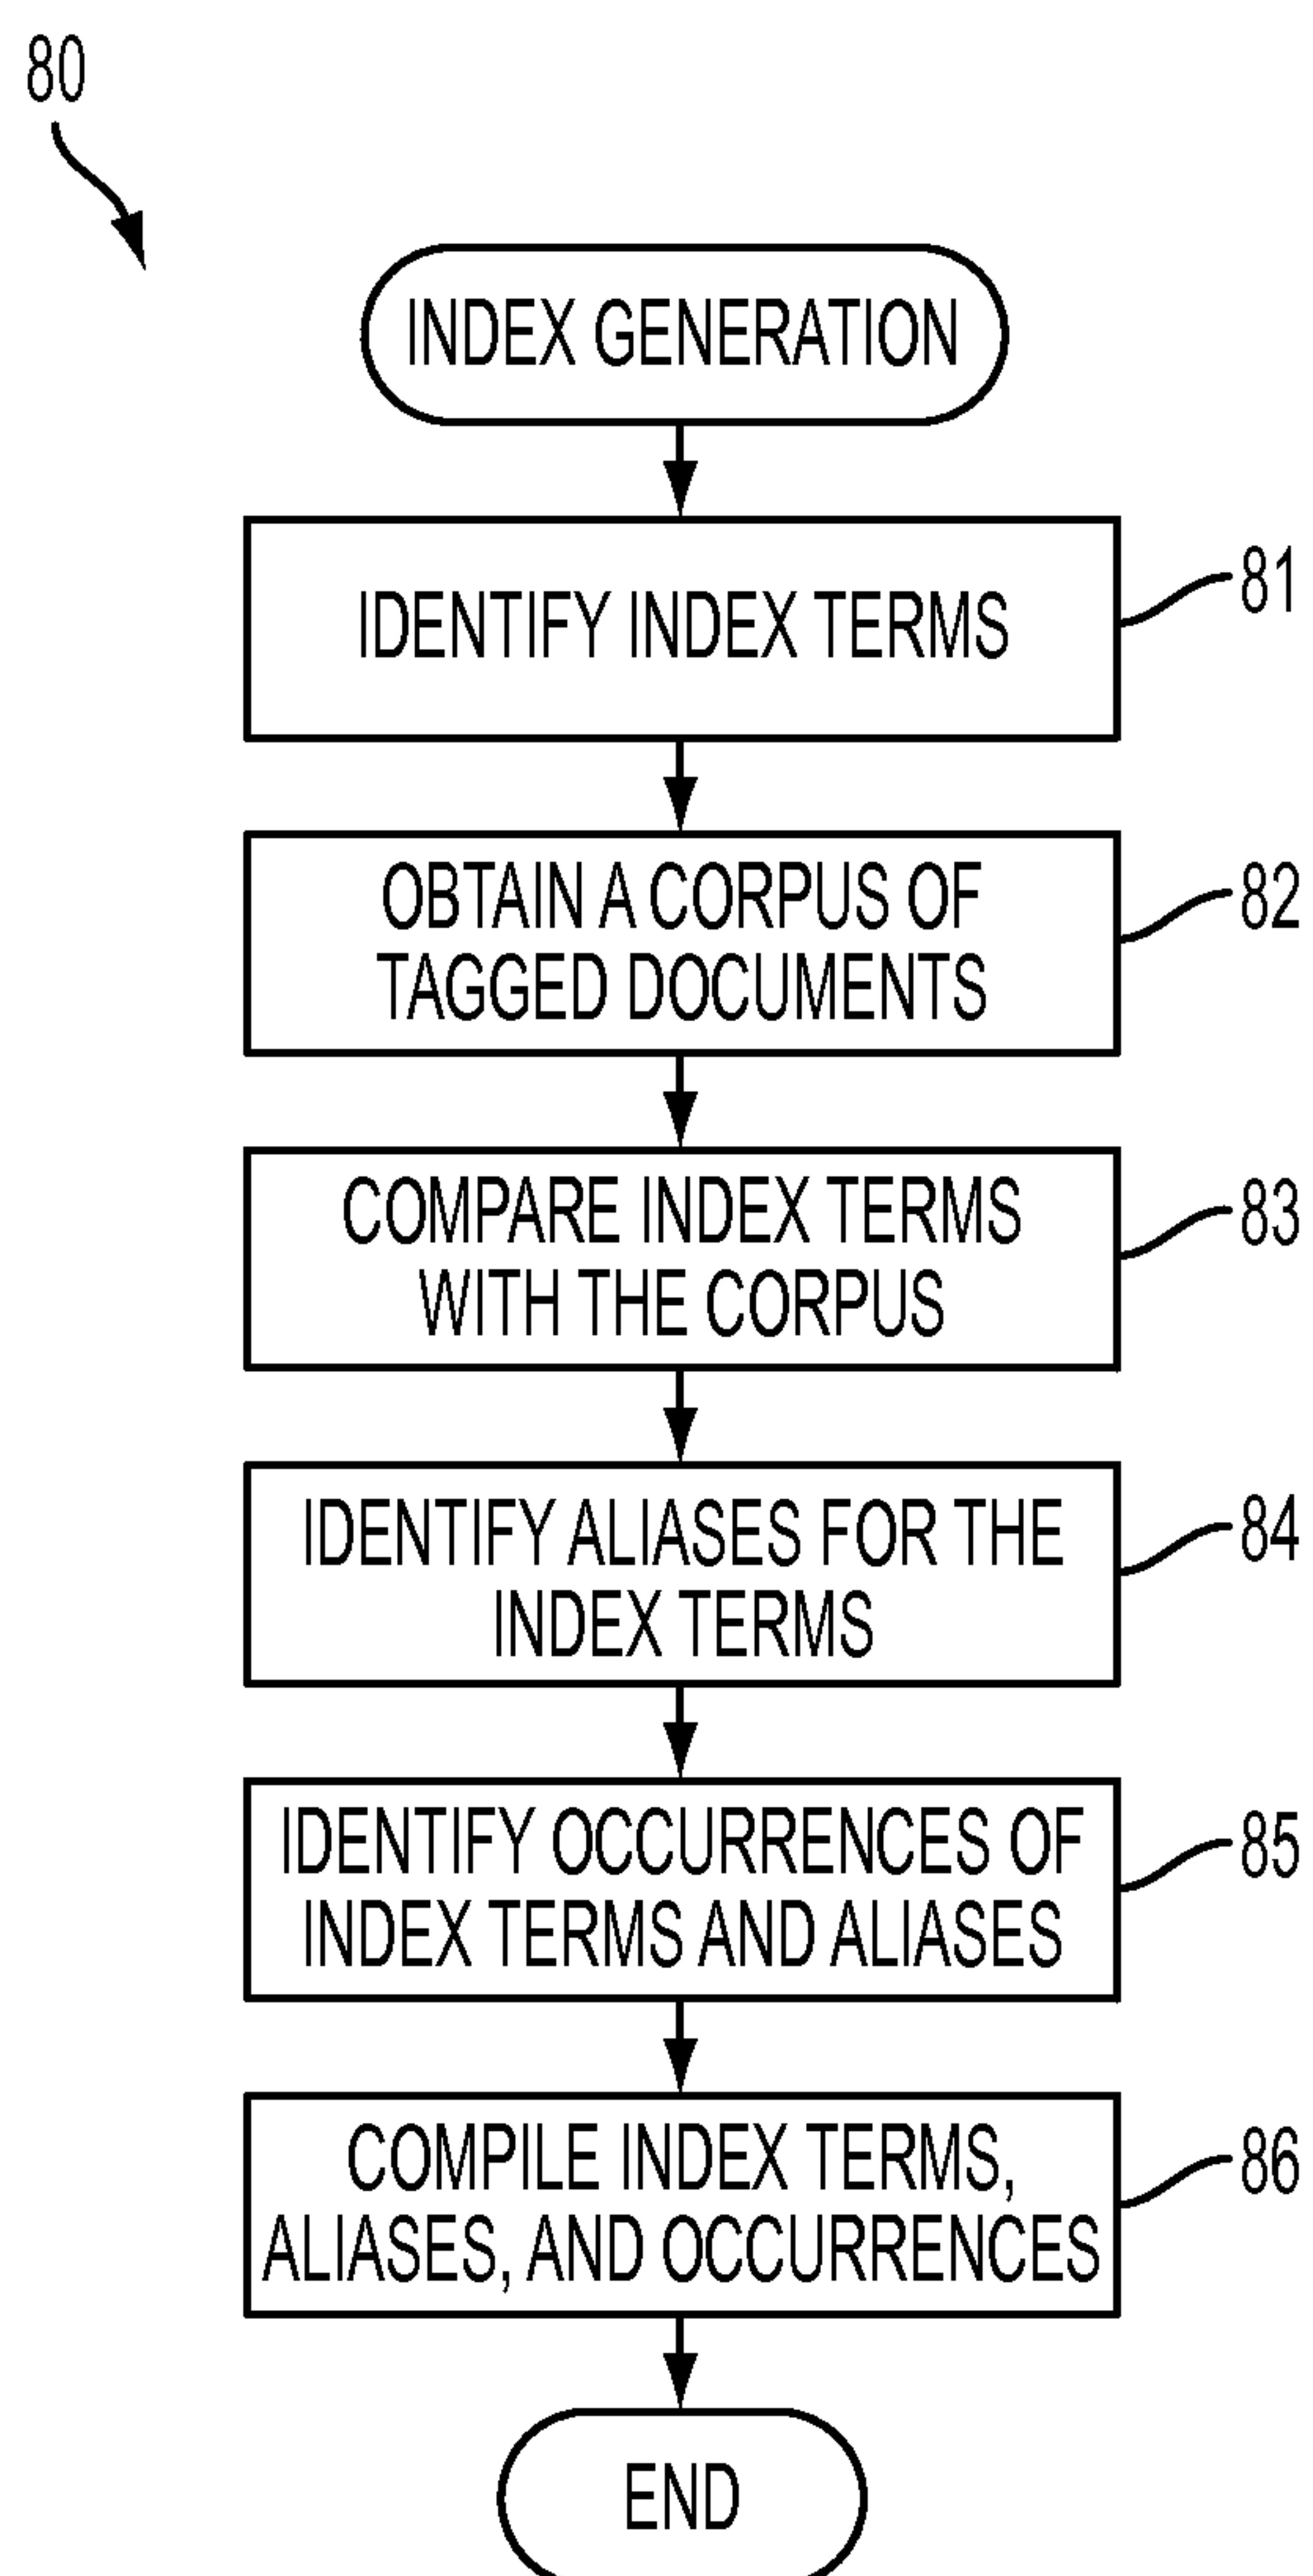 80
INDEX GENERATION
IDENTIFY INDEX TERMS
81
OBTAIN A CORPUS OF
TAGGED DOCUMENTS
82
COMPARE INDEX TERMS
WITH THE CORPUS
83
IDENTIFY ALIASES FOR THE
INDEX TERMS
84
IDENTIFY OCCURRENCES OF
INDEX TERMS AND ALIASES
85
COMPILE INDEX TERMS,
ALIASES, AND OCCURRENCES
86
END